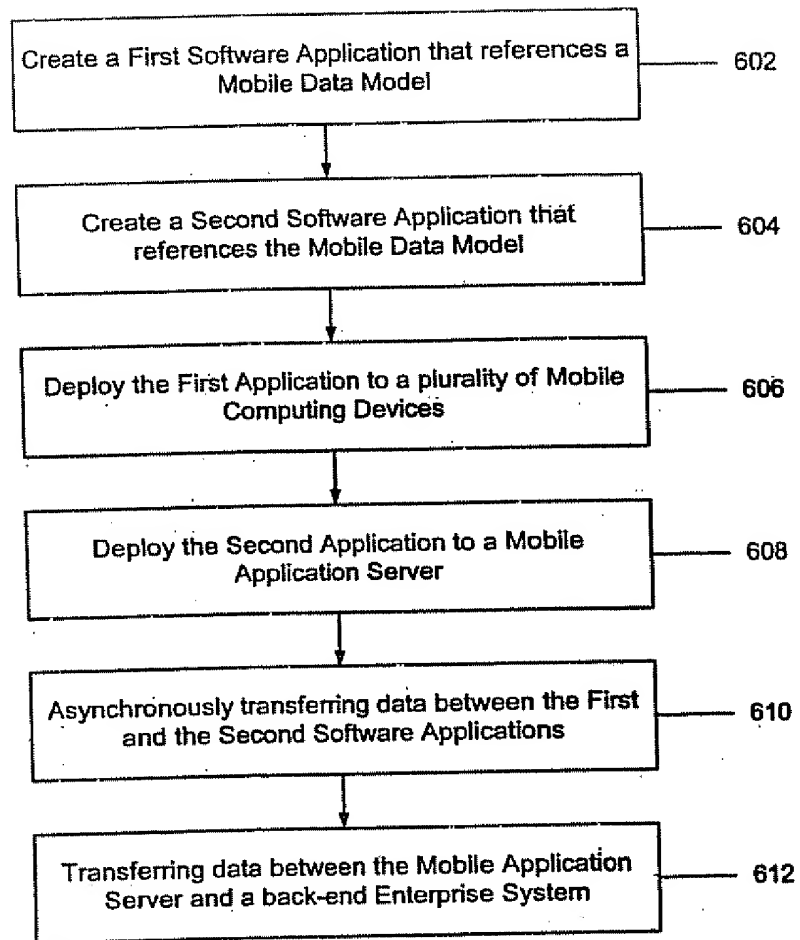 Create a First Software Application that references a
Mobile Data Model
602
Create a Second Software Application that
references the Mobile Data Model
604
Deploy the First Application to a plurality of Mobile
Computing Devices
606
Deploy the Second Application to a Mobile
Application Server
608
Asynchronously transferring data between the First
and the Second Software Applications
610
Transferring data between the Mobile Application
Server and a back-end Enterprise System
612